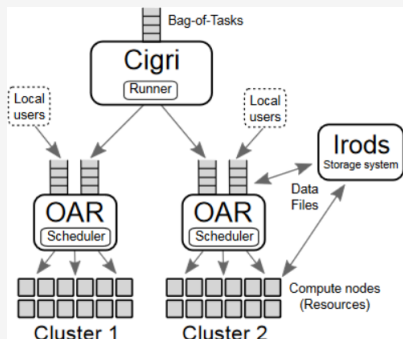 Bag-of-Tasks
Cigri
Runner
Local
users
Local
users
Irods
Storage system
OAR
Scheduler
OAR
Scheduler
Data
Files
Compute nodes
(Resources)
Cluster 1
Cluster 2